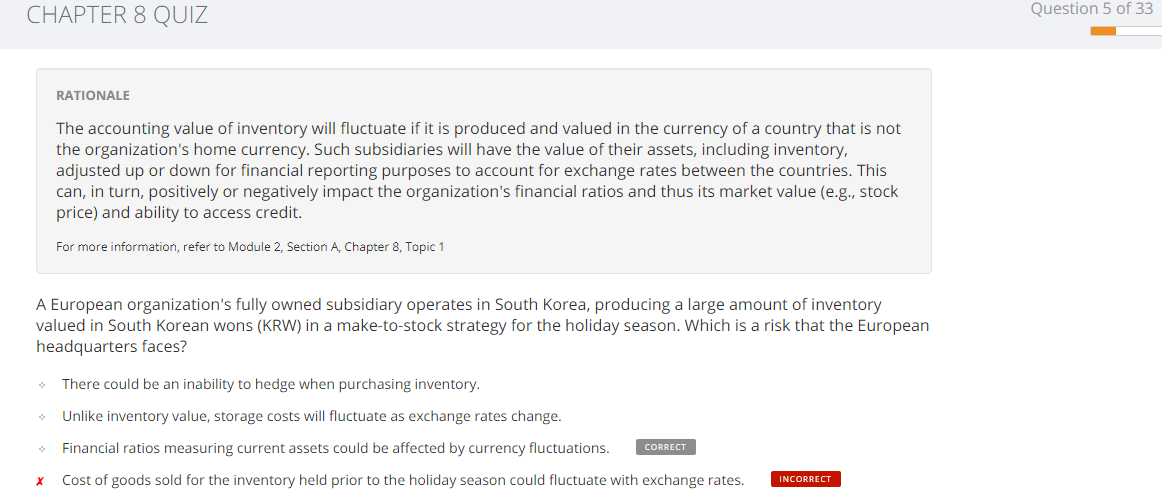 CHAPTER 8 QUIZ
Question 5 of 33
RATIONALE
The accounting value of inventory will fluctuate if it is produced and valued in the currency of a country that is not
the organization's home currency. Such subsidiaries will have the value of their assets, including inventory,
adjusted up or down for financial reporting purposes to account for exchange rates between the countries. This
can, in turn, positively or negatively impact the organization's financial ratios and thus its market value (e.g., stock
price) and ability to access credit.
For more information, refer to Module 2, Section A, Chapter 8, Topic 1
A European organization's fully owned subsidiary operates in South Korea, producing a large amount of inventory
valued in South Korean wons (KRW) in a make-to-stock strategy for the holiday season. Which is a risk that the European
headquarters faces?
There could be an inability to hedge when purchasing inventory.
Unlike inventory value, storage costs will fluctuate as exchange rates change.
Financial ratios measuring current assets could be affected by currency fluctuations. CORRECT
✗ Cost of goods sold for the inventory held prior to the holiday season could fluctuate with exchange rates. INCORRECT